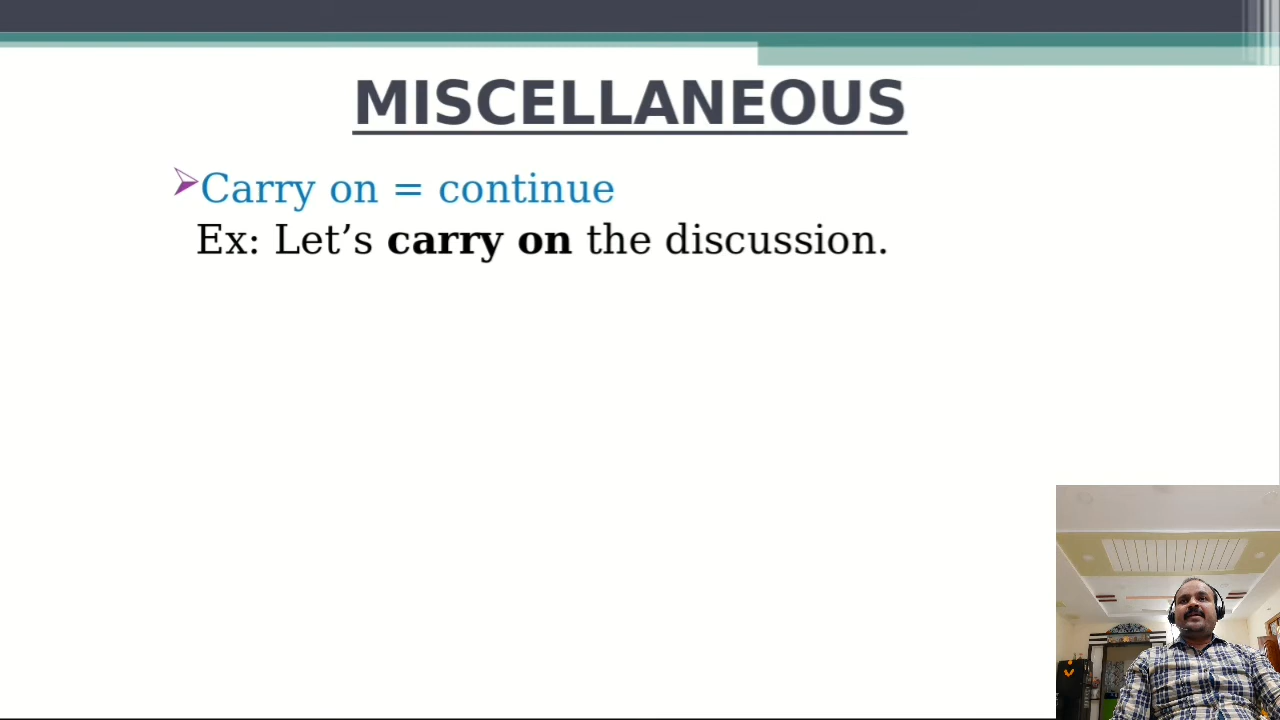 MISCELLANEOUS
Carry on = continue
Ex: Let’s carry on the discussion.